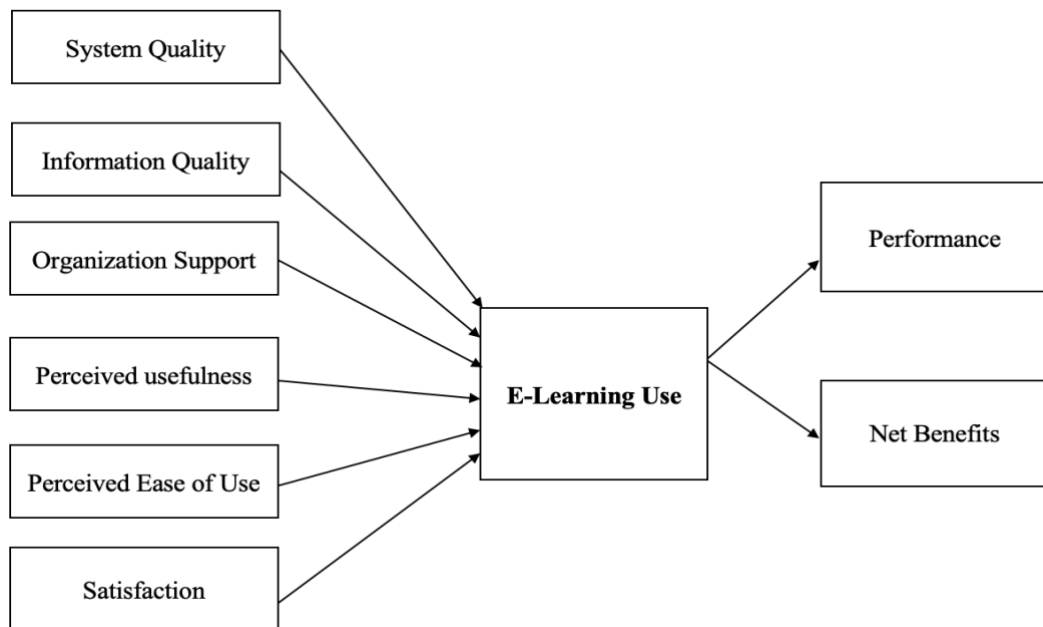 System Quality
Information Quality
Organization Support
Perceived usefulness
Perceived Ease of Use
Satisfaction
E-Learning Use
Performance
Net Benefits